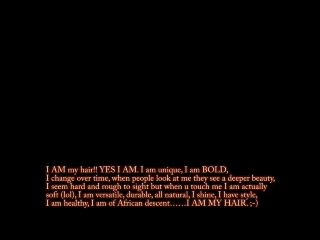 I AM my hair!! YES I AM. I am unique, I am BOLD,
I change over time, when people look at me they see a deeper beauty,
I seem hard and rough to sight but when u touch me I am actually
soft (lol), I am versatile, durable, all natural, I shine, I have style,
I am healthy, I am of African descent......I AM MY HAIR. ;-)